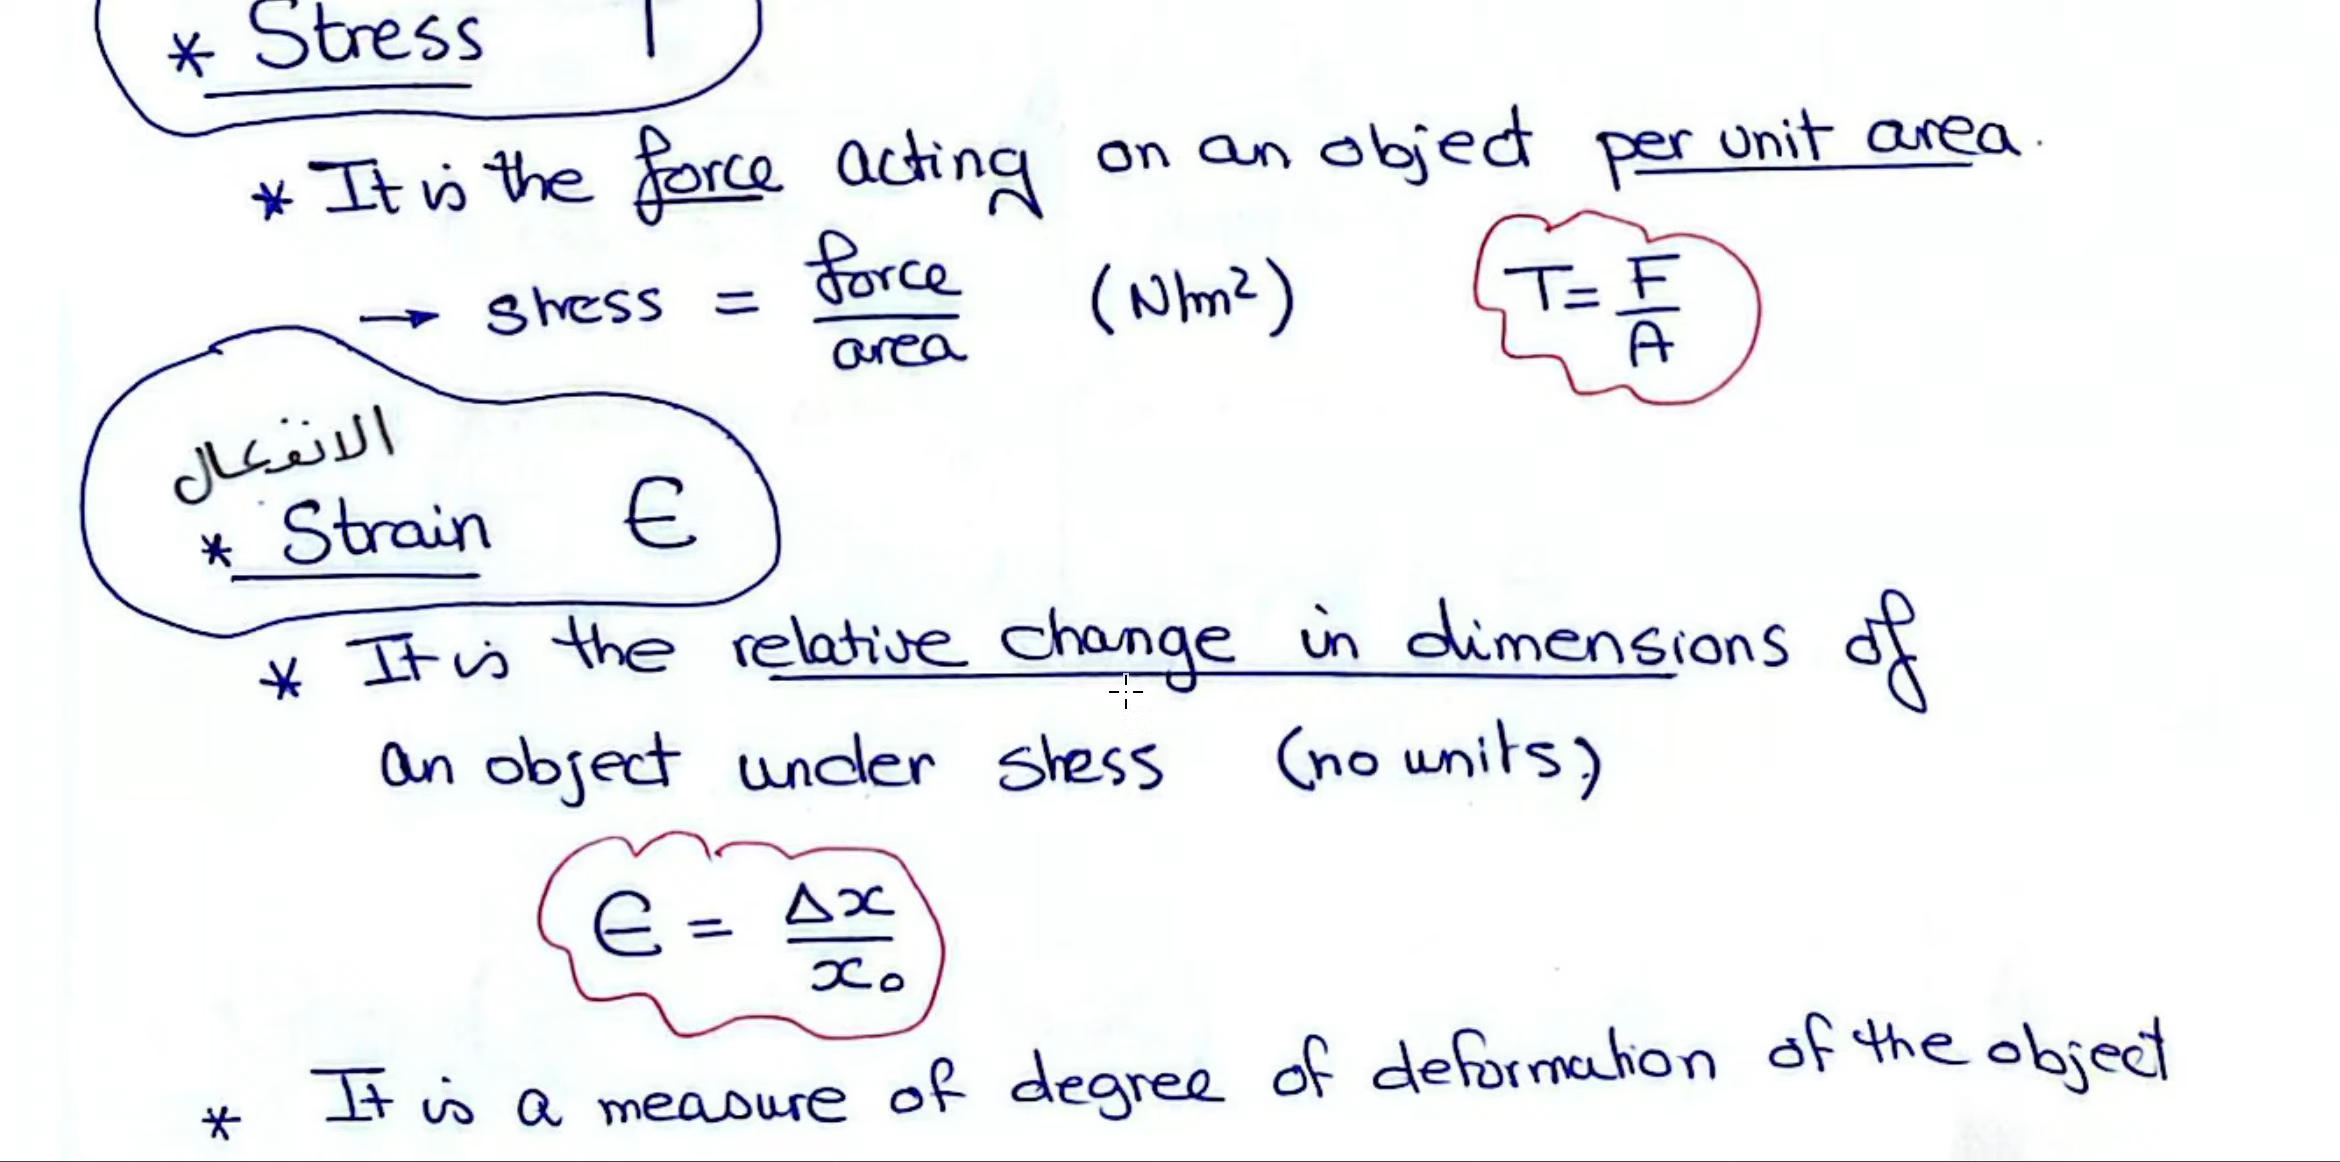 * Stress T
* It is the force acting on an object per unit area.
→ stress = force/area (N/m²) T = F/A
الانفعال
* Strain ϵ
* It is the relative change in dimensions of
an object under stress (no units)
ϵ = Δx/x₀
* It is a measure of degree of deformation of the object